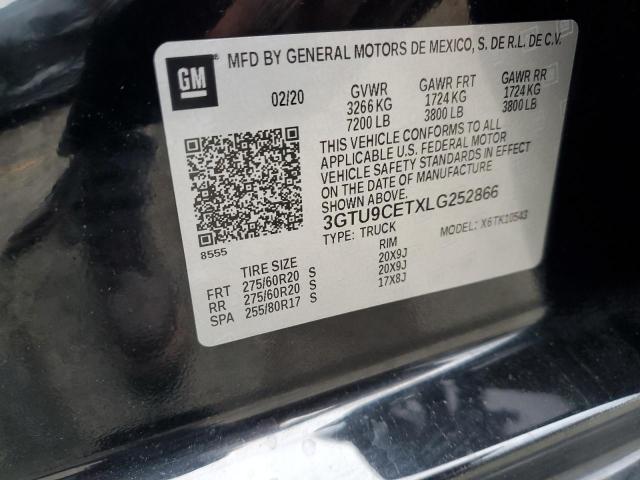 GM
MFD BY GENERAL MOTORS DE MEXICO, S. DE R.L. DE C.V.
02/20
GVWR GAWR FRT GAWR RR
3266 KG 1724 KG 1724 KG
7200 LB 3800 LB 3800 LB
THIS VEHICLE CONFORMS TO ALL
APPLICABLE U.S. FEDERAL MOTOR
VEHICLE SAFETY STANDARDS IN EFFECT
ON THE DATE OF MANUFACTURE
3GTU9CETXLG252866
TYPE: TRUCK MODEL: X6TK10543
8555
TIRE SIZE RIM
FRT 275/60R20 S 20X9J
RR 275/60R20 S 20X9J
SPA 255/80R17 S 17X8J